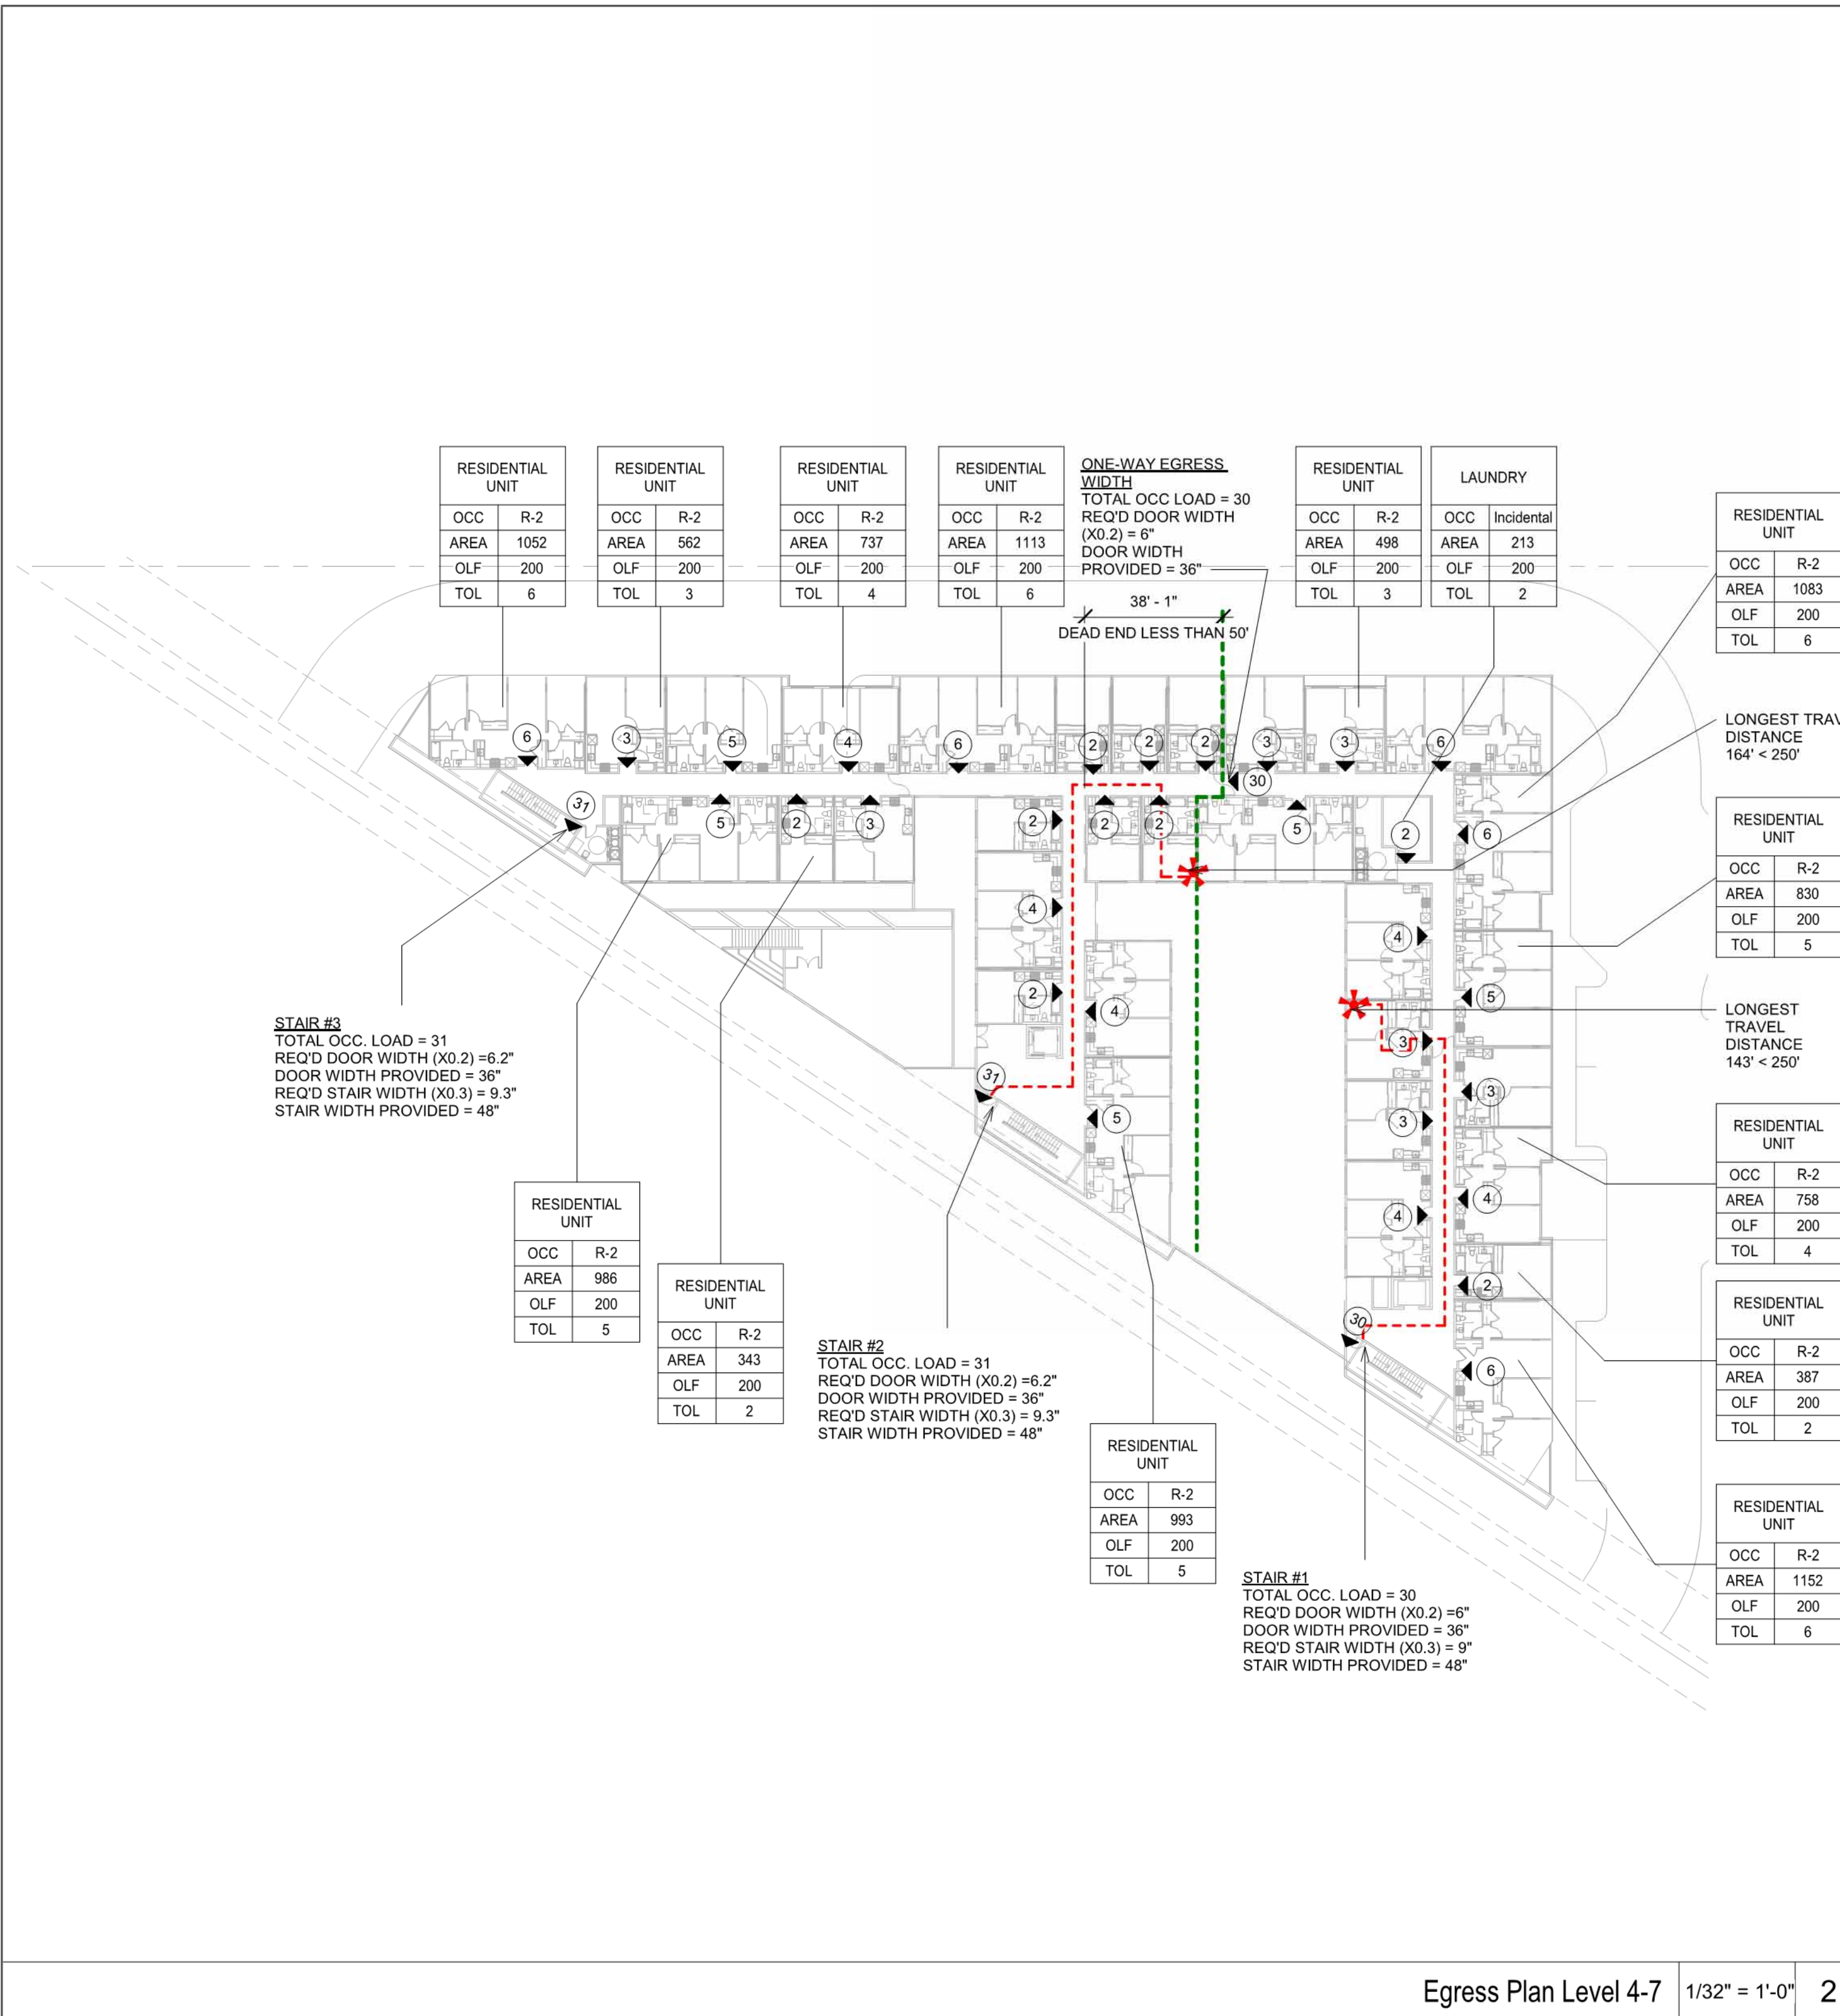 RESIDENTIAL
UNIT
OCC R-2
AREA 1052
OLF 200
TOL 6
RESIDENTIAL
UNIT
OCC R-2
AREA 562
OLF 200
TOL 3
RESIDENTIAL
UNIT
OCC R-2
AREA 737
OLF 200
TOL 4
RESIDENTIAL
UNIT
OCC R-2
AREA 1113
OLF 200
TOL 6
ONE-WAY EGRESS
WIDTH
TOTAL OCC LOAD = 30
REQ'D DOOR WIDTH
(X0.2) = 6"
DOOR WIDTH
PROVIDED = 36"
38' - 1"
DEAD END LESS THAN 50'
RESIDENTIAL
UNIT
OCC R-2
AREA 498
OLF 200
TOL 3
LAUNDRY
OCC Incidental
AREA 213
OLF 200
TOL 2
RESIDENTIAL
UNIT
OCC R-2
AREA 1083
OLF 200
TOL 6
LONGEST TRAV
DISTANCE
164' < 250'
RESIDENTIAL
UNIT
OCC R-2
AREA 830
OLF 200
TOL 5
LONGEST
TRAVEL
DISTANCE
143' < 250'
RESIDENTIAL
UNIT
OCC R-2
AREA 758
OLF 200
TOL 4
RESIDENTIAL
UNIT
OCC R-2
AREA 387
OLF 200
TOL 2
RESIDENTIAL
UNIT
OCC R-2
AREA 1152
OLF 200
TOL 6
6 3 5 4 6 2 2 2 3 3 6
30
31
5 2 3 2 2 2 5 2 6
4
4
2
4
5
31
4
5
3
3
3
4
4
2
30
6
STAIR #3
TOTAL OCC. LOAD = 31
REQ'D DOOR WIDTH (X0.2) =6.2"
DOOR WIDTH PROVIDED = 36"
REQ'D STAIR WIDTH (X0.3) = 9.3"
STAIR WIDTH PROVIDED = 48"
RESIDENTIAL
UNIT
OCC R-2
AREA 986
OLF 200
TOL 5
RESIDENTIAL
UNIT
OCC R-2
AREA 343
OLF 200
TOL 2
STAIR #2
TOTAL OCC. LOAD = 31
REQ'D DOOR WIDTH (X0.2) =6.2"
DOOR WIDTH PROVIDED = 36"
REQ'D STAIR WIDTH (X0.3) = 9.3"
STAIR WIDTH PROVIDED = 48"
RESIDENTIAL
UNIT
OCC R-2
AREA 993
OLF 200
TOL 5
STAIR #1
TOTAL OCC. LOAD = 30
REQ'D DOOR WIDTH (X0.2) =6"
DOOR WIDTH PROVIDED = 36"
REQ'D STAIR WIDTH (X0.3) = 9"
STAIR WIDTH PROVIDED = 48"
Egress Plan Level 4-7 1/32" = 1'-0" 2